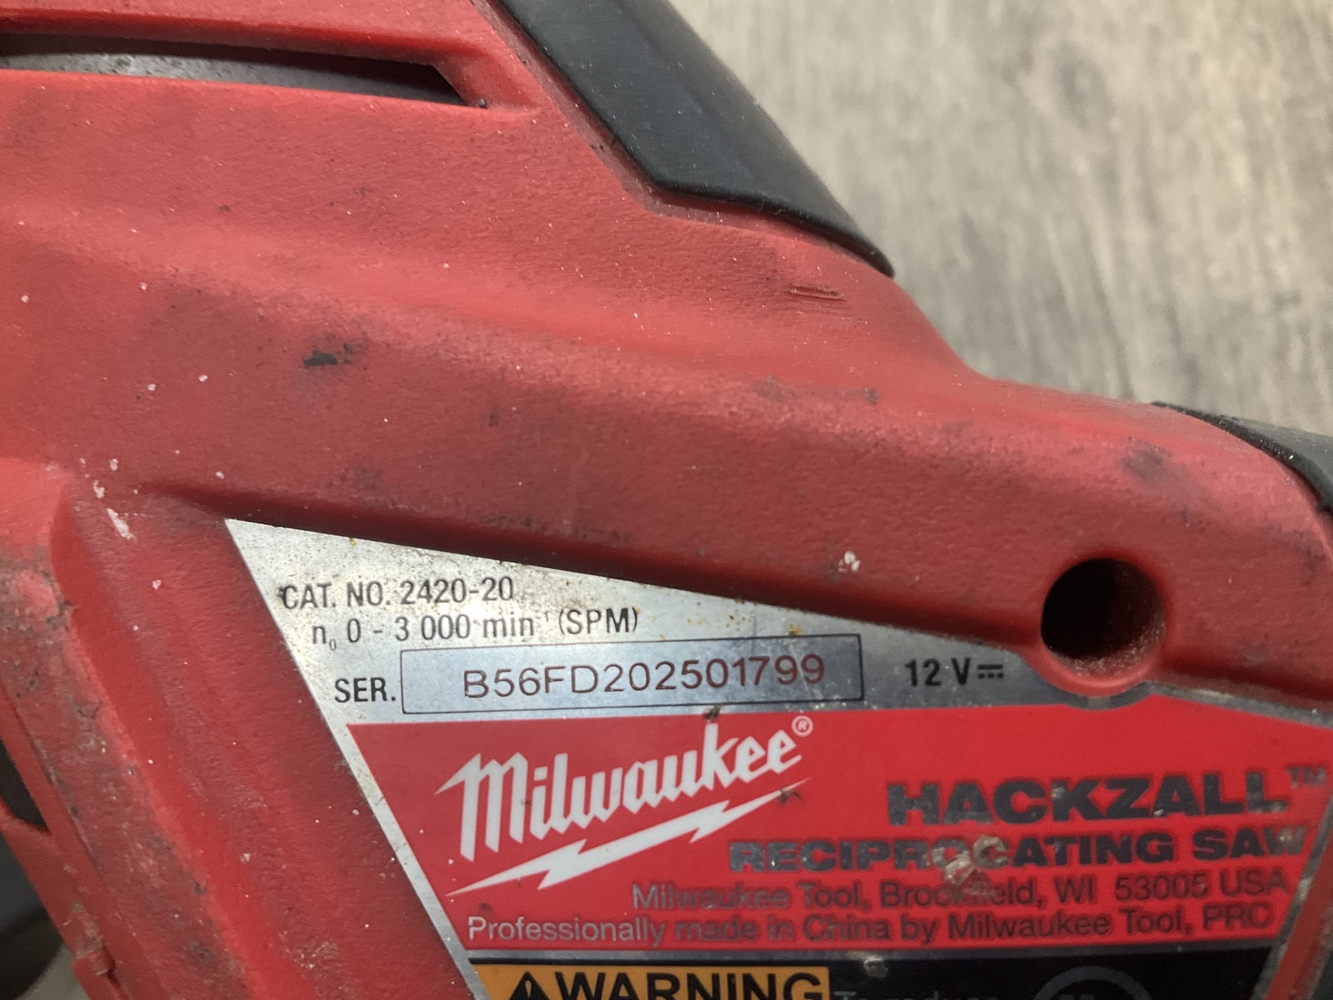 CAT. NO. 2420-20
n₀ 0 - 3 000 min⁻¹ (SPM)
SER. B56FD202501799 12 V⎓
Milwaukee®
HACKZALL™
RECIPROCATING SAW
Milwaukee Tool, Brookfield, WI 53005 USA
Professionally made in China by Milwaukee Tool, PRC
⚠WARNING